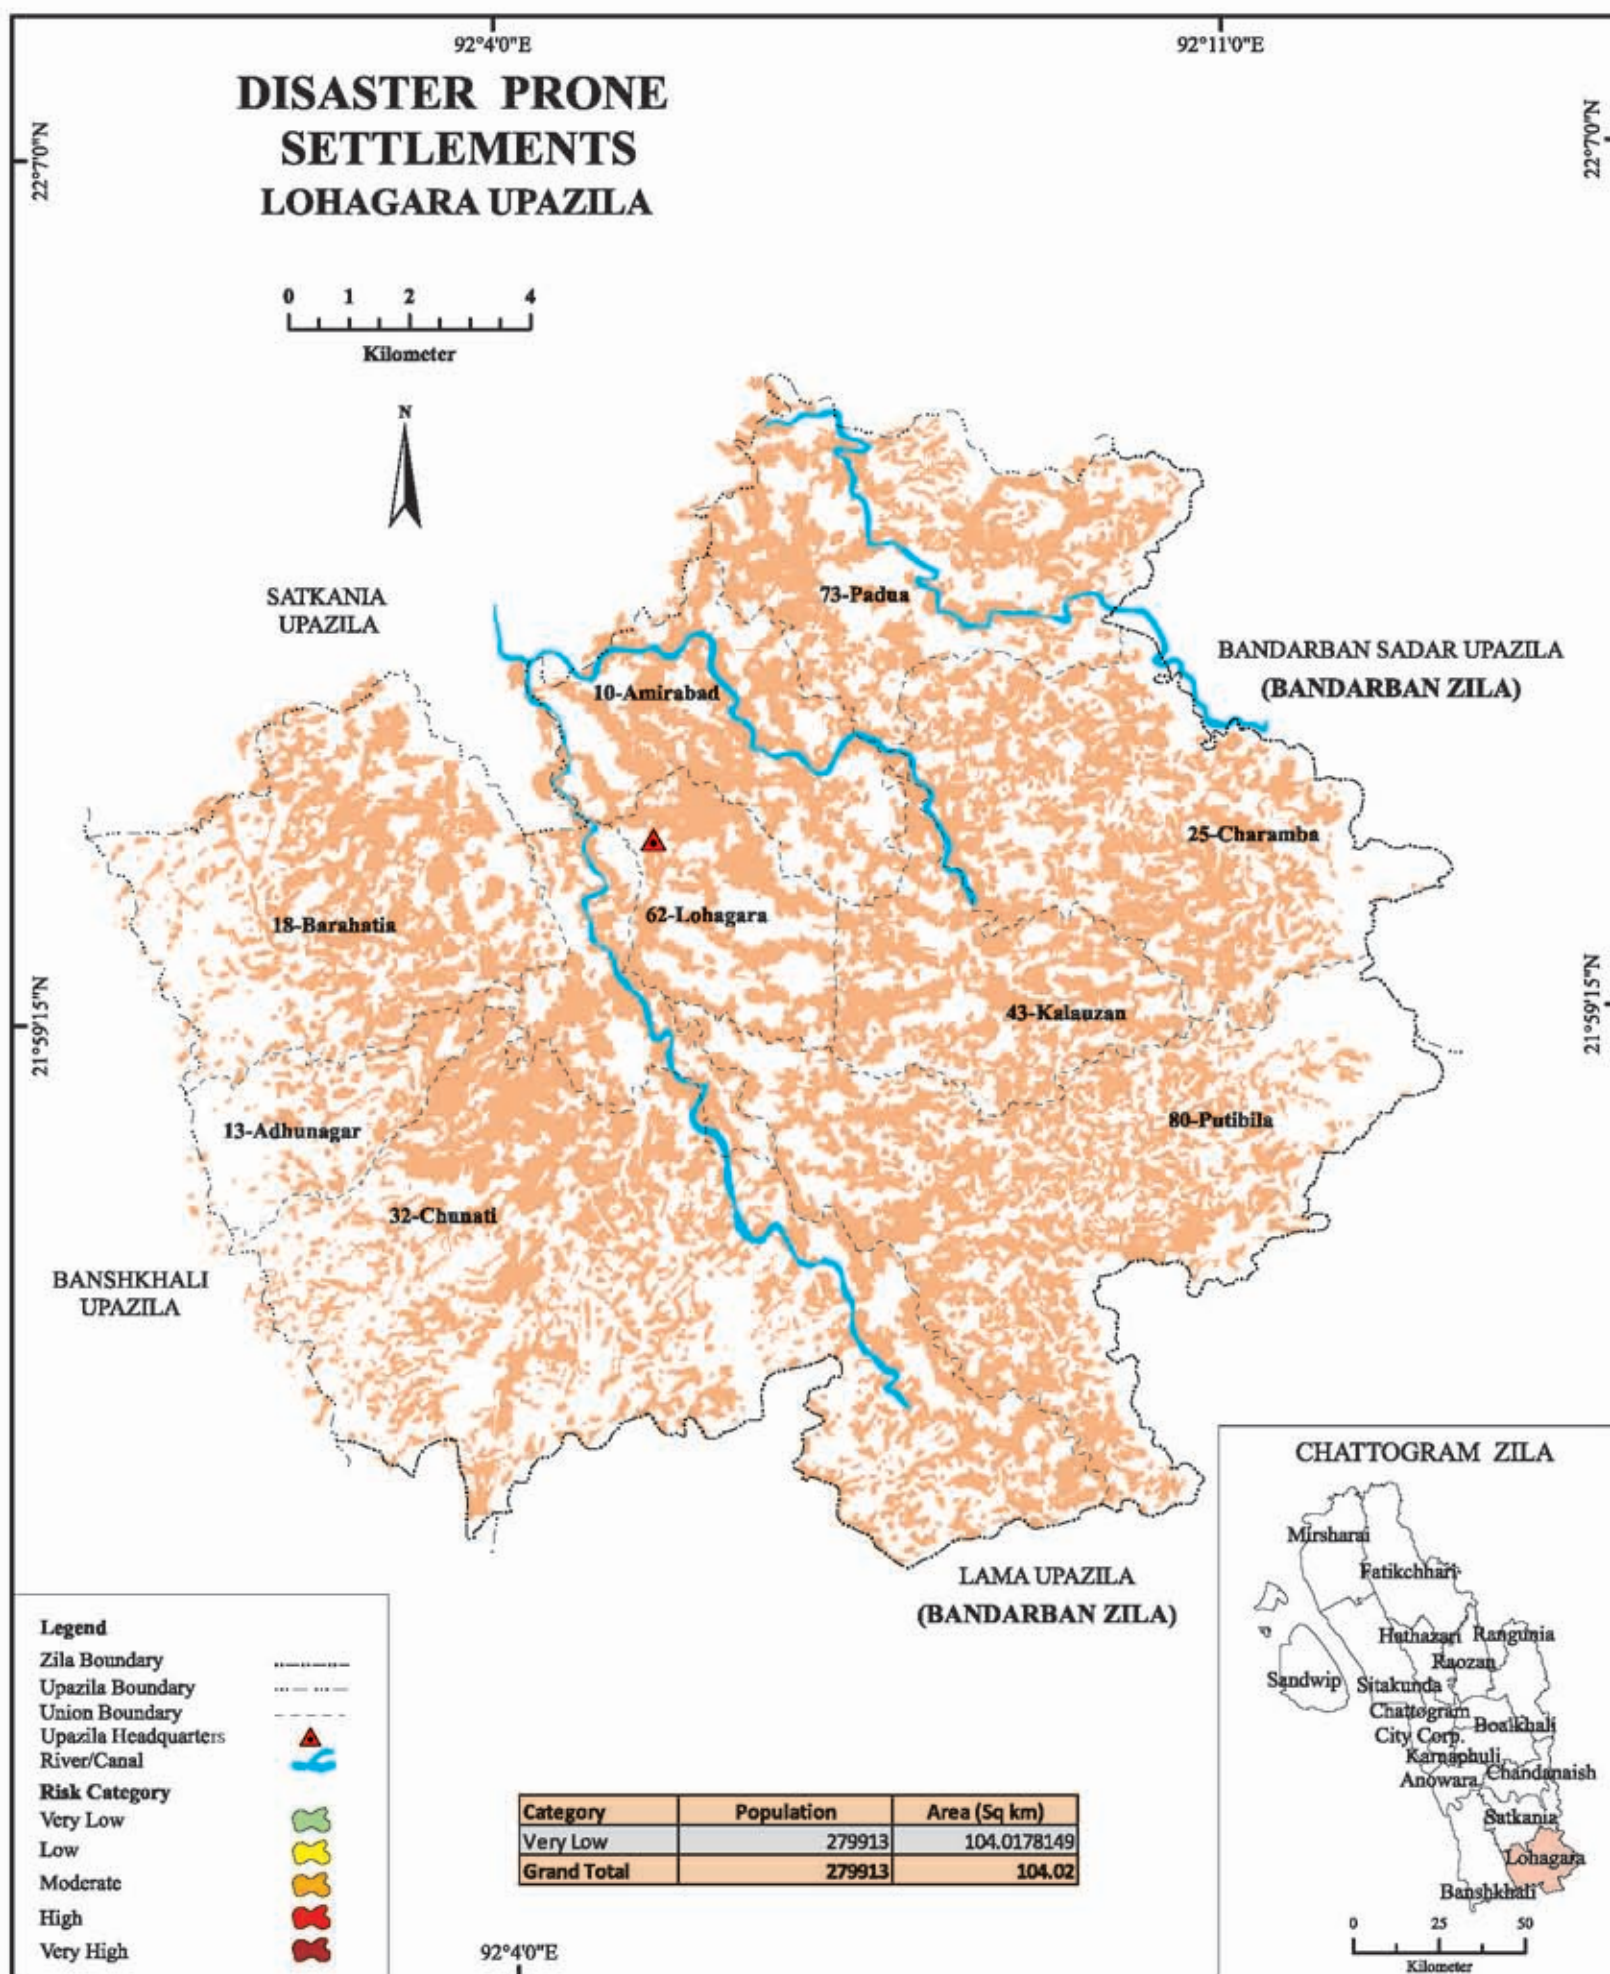 92°4'0"E
92°11'0"E
DISASTER PRONE
SETTLEMENTS
LOHAGARA UPAZILA
22°7'0"N
22°7'0"N
0 1 2 4
Kilometer
N
SATKANIA
UPAZILA
73-Padua
BANDARBAN SADAR UPAZILA
(BANDARBAN ZILA)
10-Amirabad
25-Charamba
18-Barahatia
62-Lohagara
43-Kalauzan
21°59'15"N
21°59'15"N
13-Adhunagar
80-Putibila
32-Chunati
BANSHKHALI
UPAZILA
LAMA UPAZILA
(BANDARBAN ZILA)
Legend
Zila Boundary
Upazila Boundary
Union Boundary
Upazila Headquarters
River/Canal
Risk Category
Very Low
Low
Moderate
High
Very High
Category Population Area (Sq km)
Very Low 279913 104.0178149
Grand Total 279913 104.02
92°4'0"E
CHATTOGRAM ZILA
Mirsharai
Fatikchhari
Hathazari Rangunia
Raozan
Sandwip Sitakunda
Chattogram
City Corp. Boalkhali
Karnaphuli
Anowara Chandanaish
Satkania
Lohagara
Banshkhali
0 25 50
Kilometer